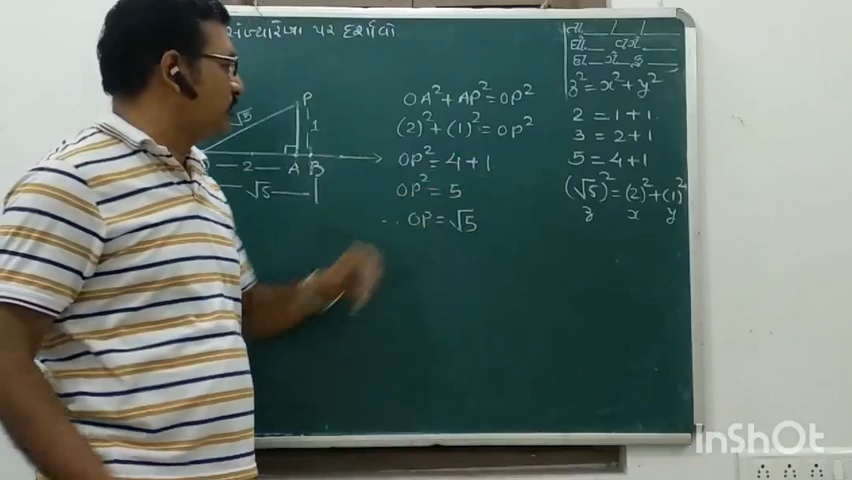 સંખ્યારેખા પર દર્શાવો
તા. / /
z² = x² + y²
2 = 1 + 1
3 = 2 + 1
5 = 4 + 1
(√5)² = (2)² + (1)²
z x y
OA² + AP² = OP²
(2)² + (1)² = OP²
OP² = 4 + 1
OP² = 5
∴ OP = √5
P
√5
1
2
A B
√5
InShOt